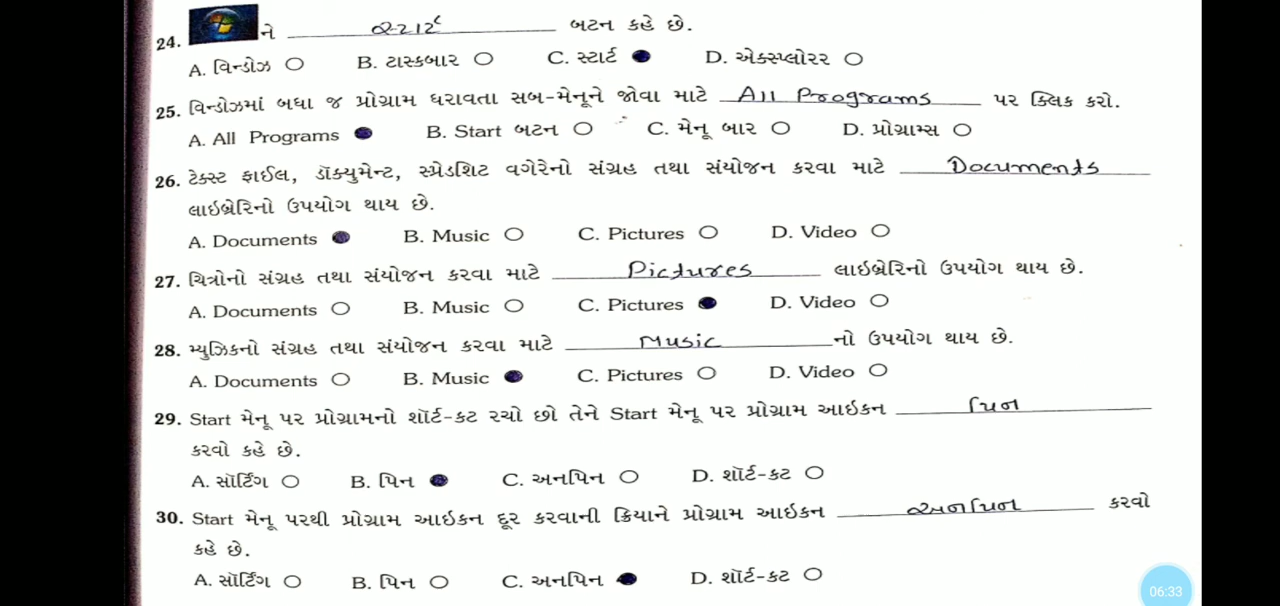 24. ને સ્ટાર્ટ બટન કહે છે.
A. વિન્ડોઝ B. ટાસ્કબાર C. સ્ટાર્ટ D. એક્સ્પ્લોરર
25. વિન્ડોઝમાં બધા જ પ્રોગ્રામ ધરાવતા સબ-મેનૂને જોવા માટે All Programs પર ક્લિક કરો.
A. All Programs B. Start બટન C. મેનૂ બાર D. પ્રોગ્રામ્સ
26. ટેક્સ્ટ ફાઈલ, ડૉક્યુમેન્ટ, સ્પ્રેડશિટ વગેરેનો સંગ્રહ તથા સંયોજન કરવા માટે Documents
લાઇબ્રેરિનો ઉપયોગ થાય છે.
A. Documents B. Music C. Pictures D. Video
27. ચિત્રોનો સંગ્રહ તથા સંયોજન કરવા માટે Pictures લાઇબ્રેરિનો ઉપયોગ થાય છે.
A. Documents B. Music C. Pictures D. Video
28. મ્યુઝિકનો સંગ્રહ તથા સંયોજન કરવા માટે Music નો ઉપયોગ થાય છે.
A. Documents B. Music C. Pictures D. Video
29. Start મેનૂ પર પ્રોગ્રામનો શૉર્ટ-કટ રચો છો તેને Start મેનૂ પર પ્રોગ્રામ આઇકન પિન
કરવો કહે છે.
A. સૉર્ટિંગ B. પિન C. અનપિન D. શૉર્ટ-કટ
30. Start મેનૂ પરથી પ્રોગ્રામ આઇકન દૂર કરવાની ક્રિયાને પ્રોગ્રામ આઇકન અનપિન કરવો
કહે છે.
A. સૉર્ટિંગ B. પિન C. અનપિન D. શૉર્ટ-કટ
06:33